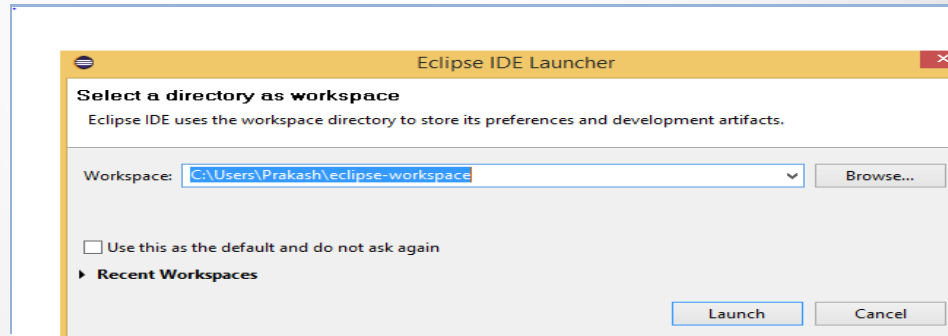 Eclipse IDE Launcher
Select a directory as workspace
Eclipse IDE uses the workspace directory to store its preferences and development artifacts.
Workspace: C:\Users\Prakash\eclipse-workspace Browse...
Use this as the default and do not ask again
Recent Workspaces
Launch Cancel